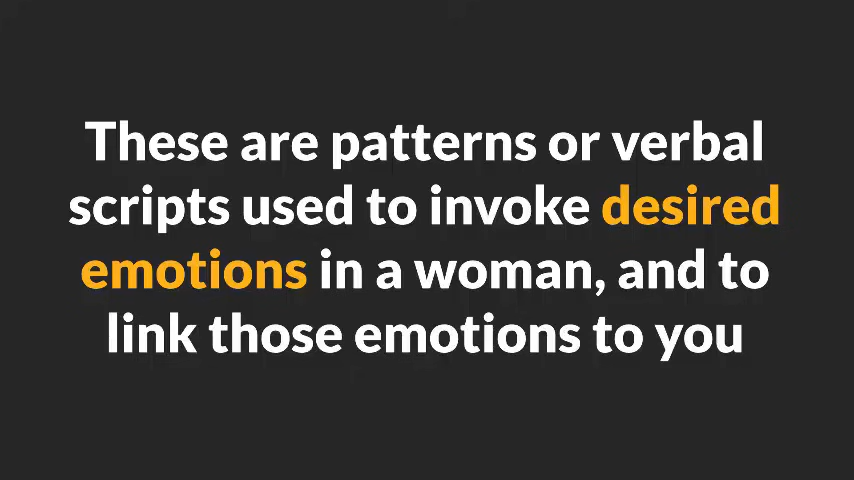 These are patterns or verbal
scripts used to invoke desired
emotions in a woman, and to
link those emotions to you